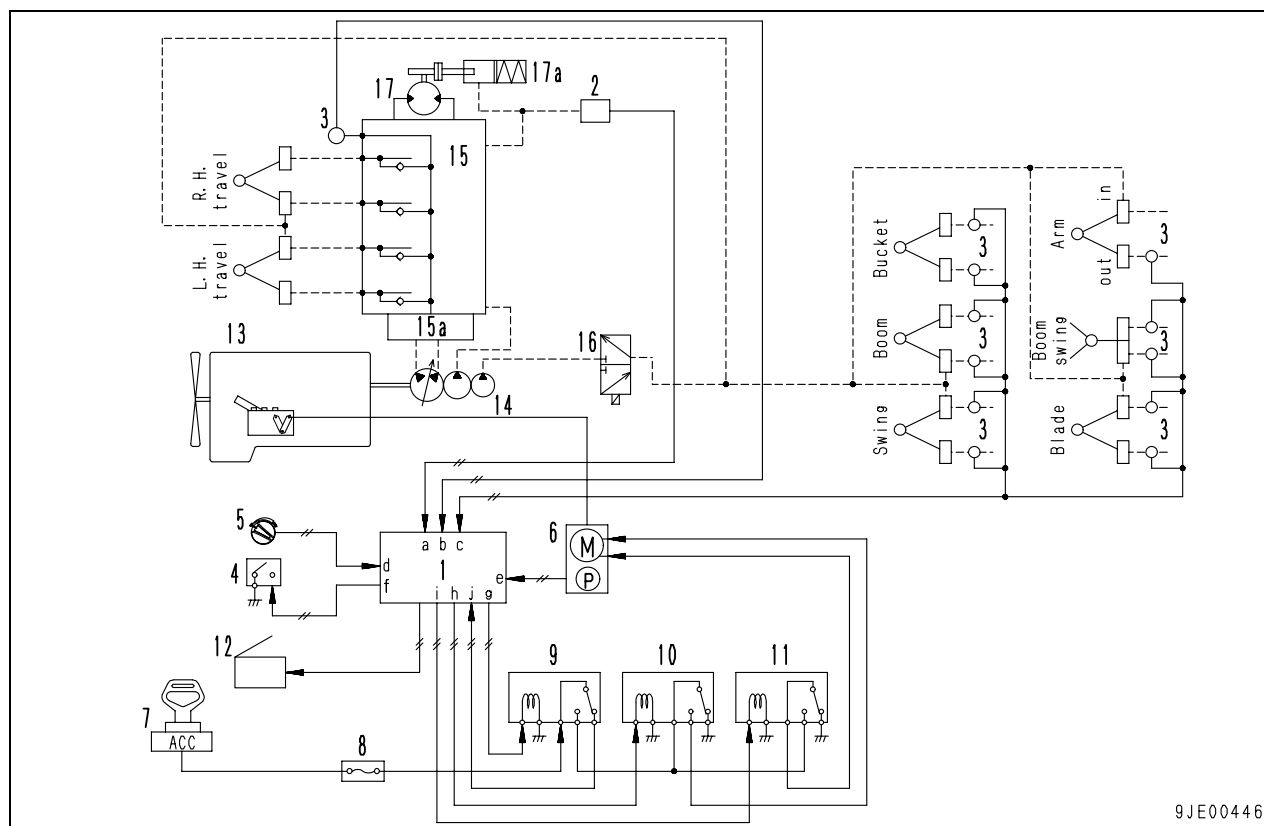 17
17a
2
3
15
R.H. travel
L.H. travel
in
Arm
out
3
Bucket
3
Boom swing
3
Boom
3
15a
13
16
14
Swing
3
Blade
3
5
6
M
P
a b c
d
1
e
f
i h j g
4
12
9
10
11
7
ACC
8
9JE00446